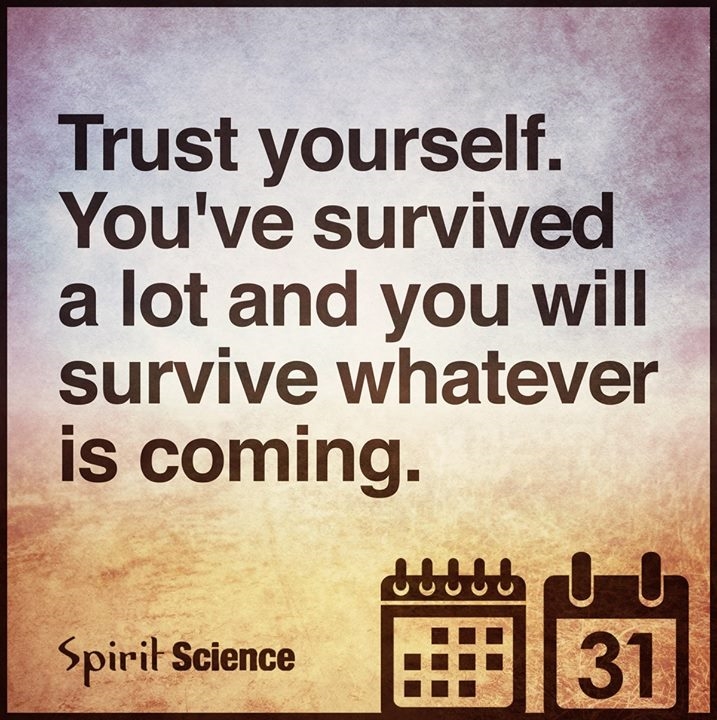 Trust yourself.
You've survived
a lot and you will
survive whatever
is coming.
Spirit Science
31